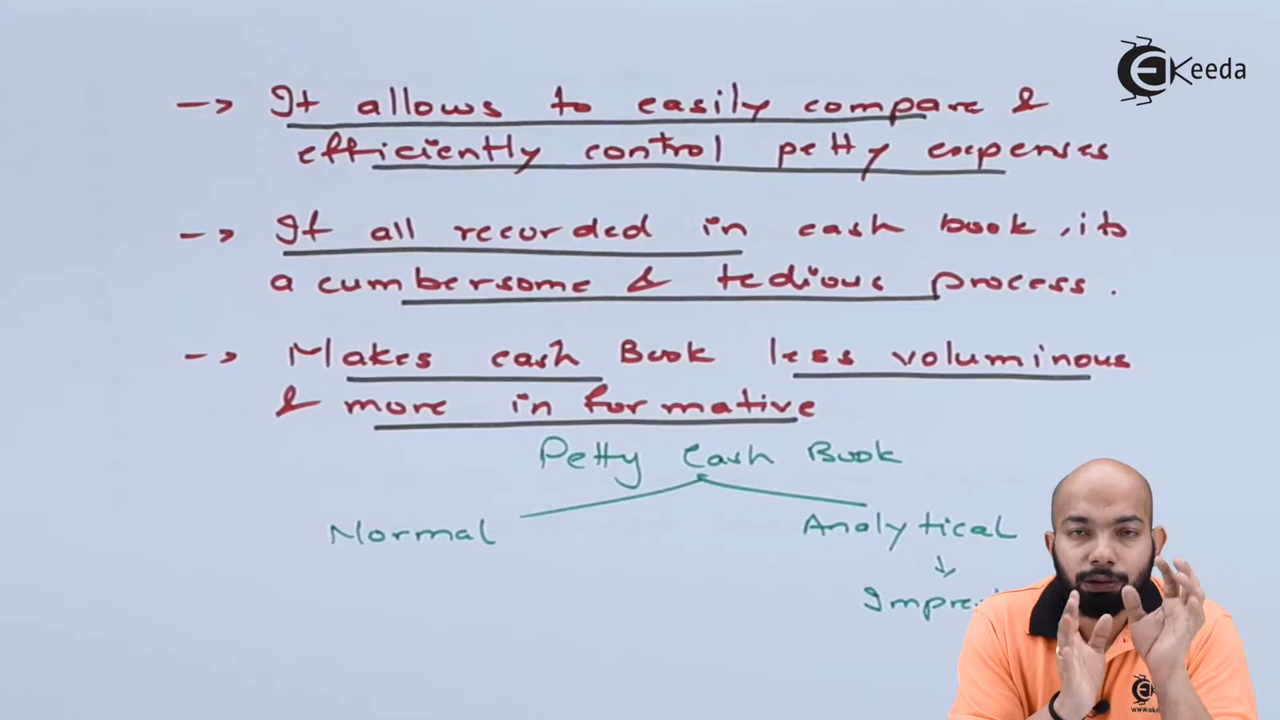 eKeeda
-> It allows to easily compare &
efficiently control petty expenses
-> If all recorded in cash book, its
a cumbersome & tedious process.
-> Makes cash Book less voluminous
& more informative
Petty Cash Book
Normal Analytical